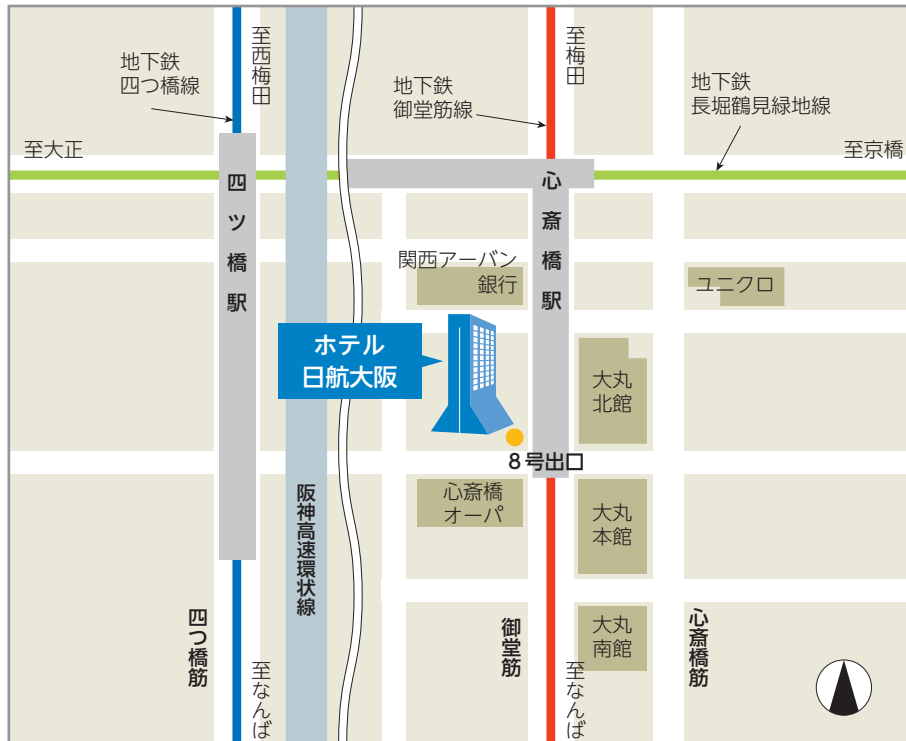 至西梅田
至梅田
地下鉄
四つ橋線
地下鉄
御堂筋線
地下鉄
長堀鶴見緑地線
至大正
至京橋
四ツ橋駅
心斎橋駅
関西アーバン
銀行
ユニクロ
ホテル
日航大阪
大丸
北館
8号出口
心斎橋
オーパ
大丸
本館
阪神高速環状線
四つ橋筋
御堂筋
大丸
南館
心斎橋筋
至なんば
至なんば